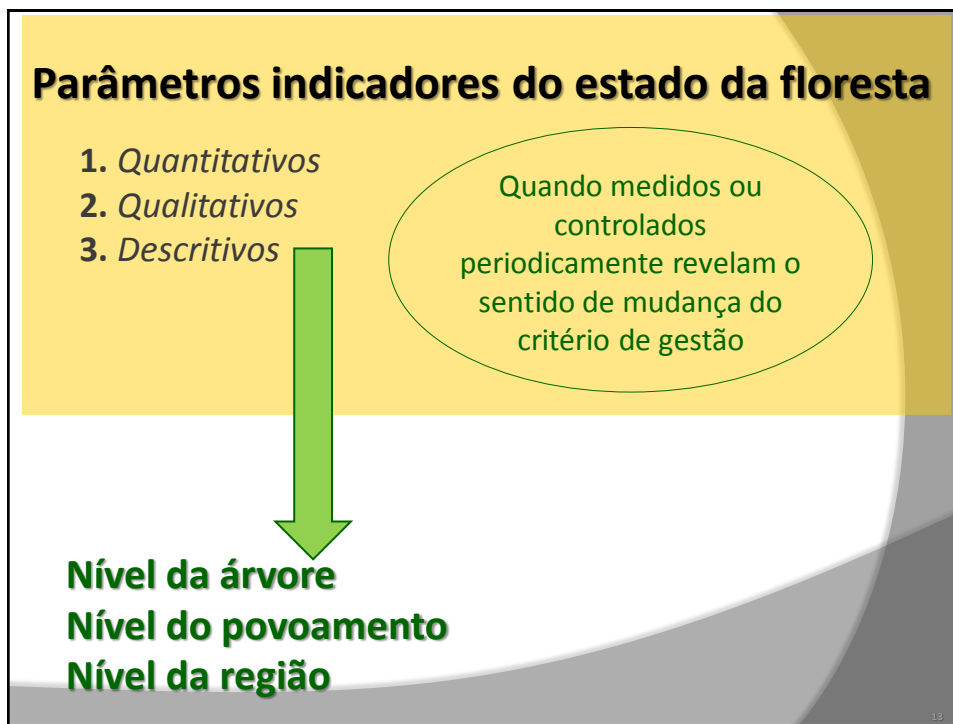 Parâmetros indicadores do estado da floresta
1. Quantitativos
2. Qualitativos
3. Descritivos
Quando medidos ou
controlados
periodicamente revelam o
sentido de mudança do
critério de gestão
Nível da árvore
Nível do povoamento
Nível da região
13